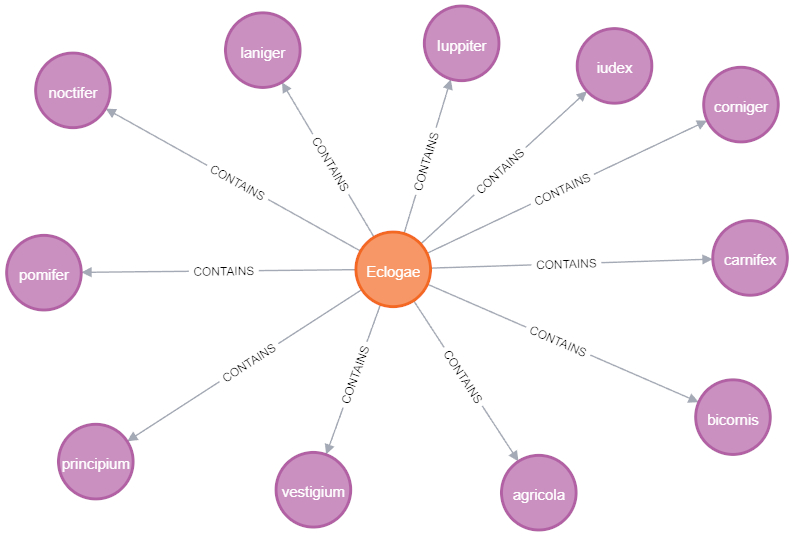 Iuppiter
laniger
iudex
noctifer
corniger
CONTAINS
CONTAINS
CONTAINS
CONTAINS
CONTAINS
CONTAINS
pomifer
CONTAINS
Eclogae
CONTAINS
carnifex
CONTAINS
CONTAINS
CONTAINS
CONTAINS
bicornis
principium
vestigium
agricola